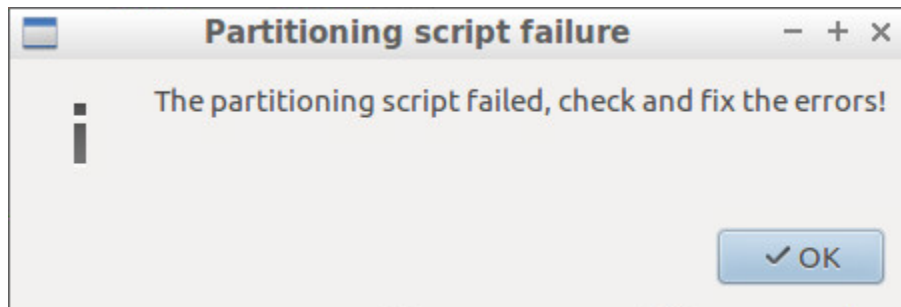 Partitioning script failure
The partitioning script failed, check and fix the errors!
OK